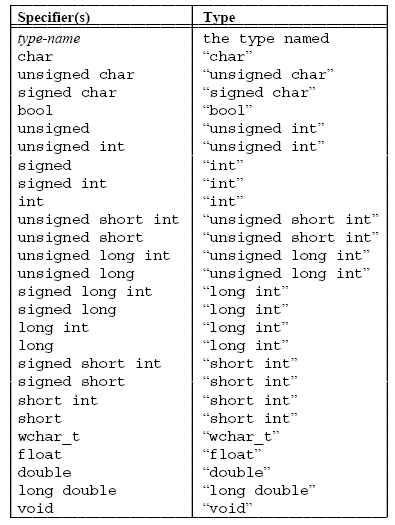 Specifier(s) Type
type-name the type named
char “char”
unsigned char “unsigned char”
signed char “signed char”
bool “bool”
unsigned “unsigned int”
unsigned int “unsigned int”
signed “int”
signed int “int”
int “int”
unsigned short int “unsigned short int”
unsigned short “unsigned short int”
unsigned long int “unsigned long int”
unsigned long “unsigned long int”
signed long int “long int”
signed long “long int”
long int “long int”
long “long int”
signed short int “short int”
signed short “short int”
short int “short int”
short “short int”
wchar_t “wchar_t”
float “float”
double “double”
long double “long double”
void “void”